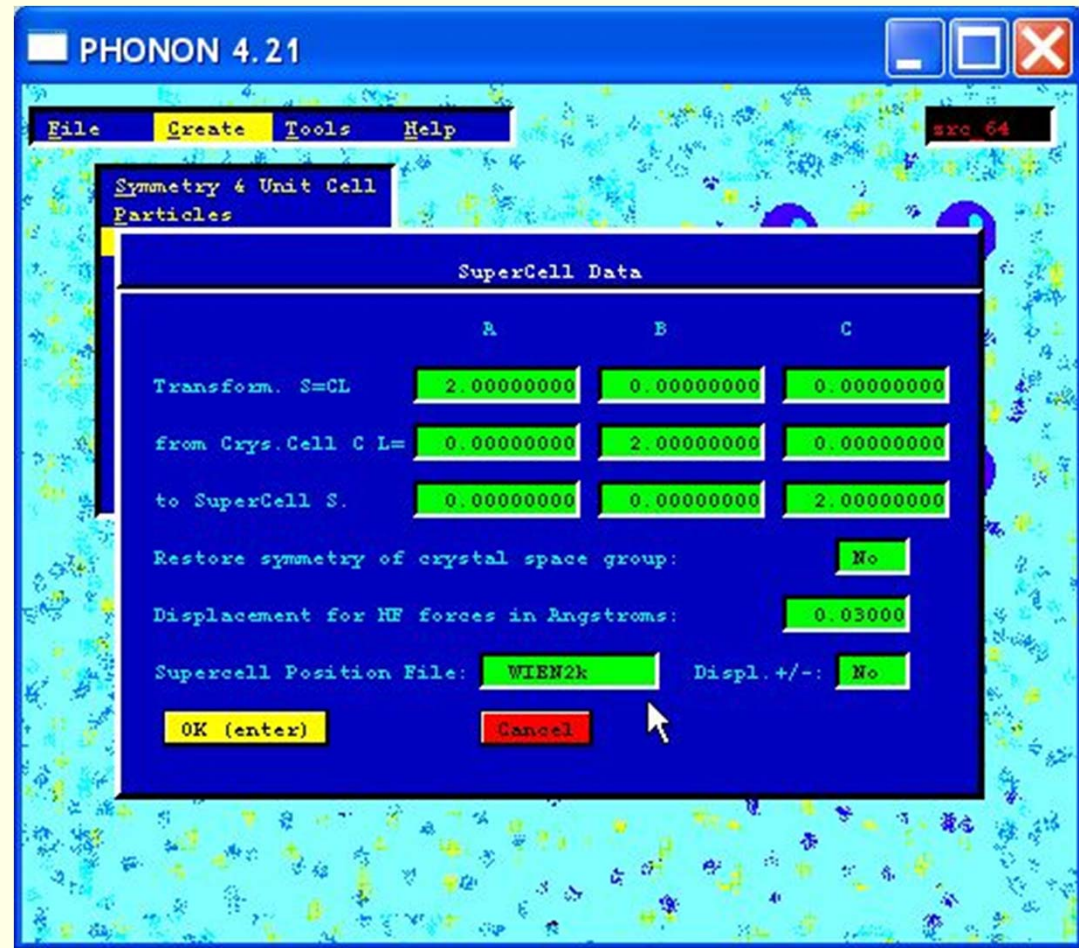 PHONON 4.21
File Create Tools Help src_64
Symmetry & Unit Cell
Particles
SuperCell Data
A B C
Transform. S=CL 2.00000000 0.00000000 0.00000000
from Crys.Cell C L= 0.00000000 2.00000000 0.00000000
to SuperCell S. 0.00000000 0.00000000 2.00000000
Restore symmetry of crystal space group: No
Displacement for HF forces in Angstroms: 0.03000
Supercell Position File: WIEN2k Displ.+/-: No
OK (enter) Cancel